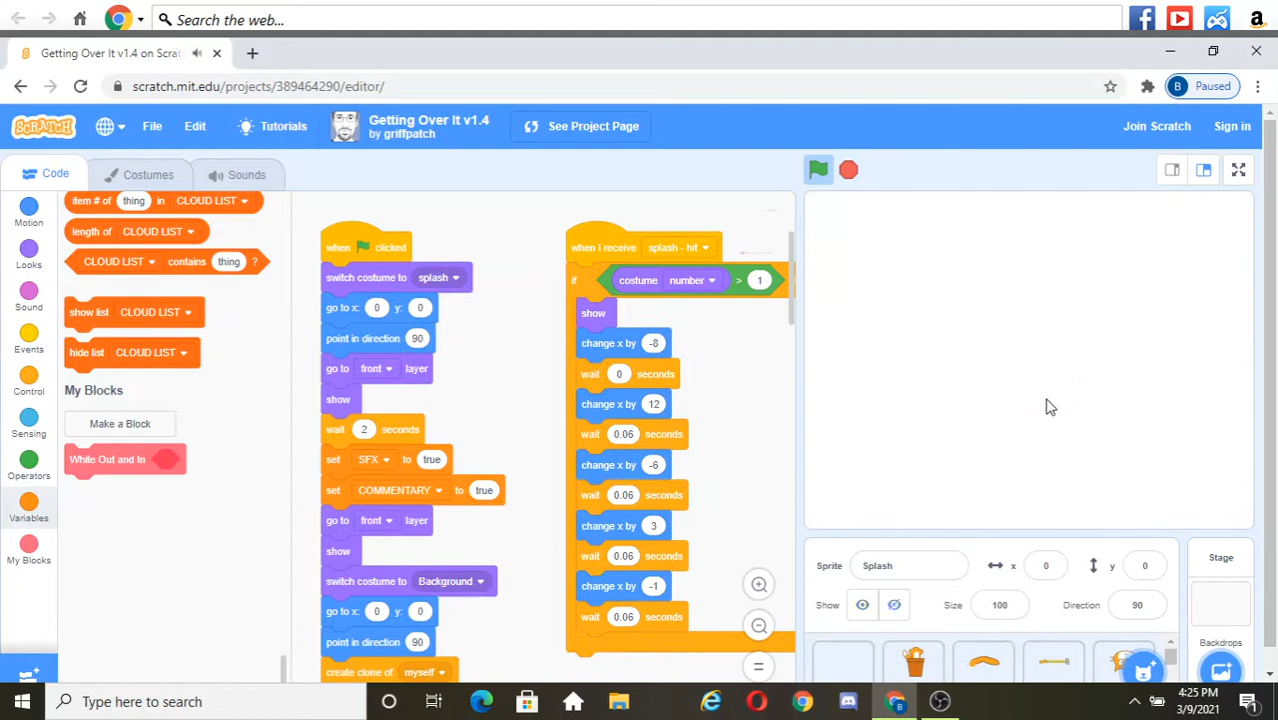 Search the web...
Getting Over It v1.4 on Scrat
scratch.mit.edu/projects/389464290/editor/
B Paused
SCRATCH File Edit Tutorials Getting Over It v1.4 by griffpatch See Project Page Join Scratch Sign in
Code Costumes Sounds
Motion
Looks
Sound
Events
Control
Sensing
Operators
Variables
My Blocks
item # of thing in CLOUD LIST
length of CLOUD LIST
CLOUD LIST contains thing ?
show list CLOUD LIST
hide list CLOUD LIST
My Blocks
Make a Block
While Out and In
when clicked
switch costume to splash
go to x: 0 y: 0
point in direction 90
go to front layer
show
wait 2 seconds
set SFX to true
set COMMENTARY to true
go to front layer
show
switch costume to Background
go to x: 0 y: 0
point in direction 90
create clone of myself
when I receive splash - hit
if costume number > 1
show
change x by -8
wait 0 seconds
change x by 12
wait 0.06 seconds
change x by -6
wait 0.06 seconds
change x by 3
wait 0.06 seconds
change x by -1
wait 0.06 seconds
Sprite Splash x 0 y 0
Show Size 100 Direction 90
Stage
Backdrops
Type here to search
4:25 PM
3/9/2021